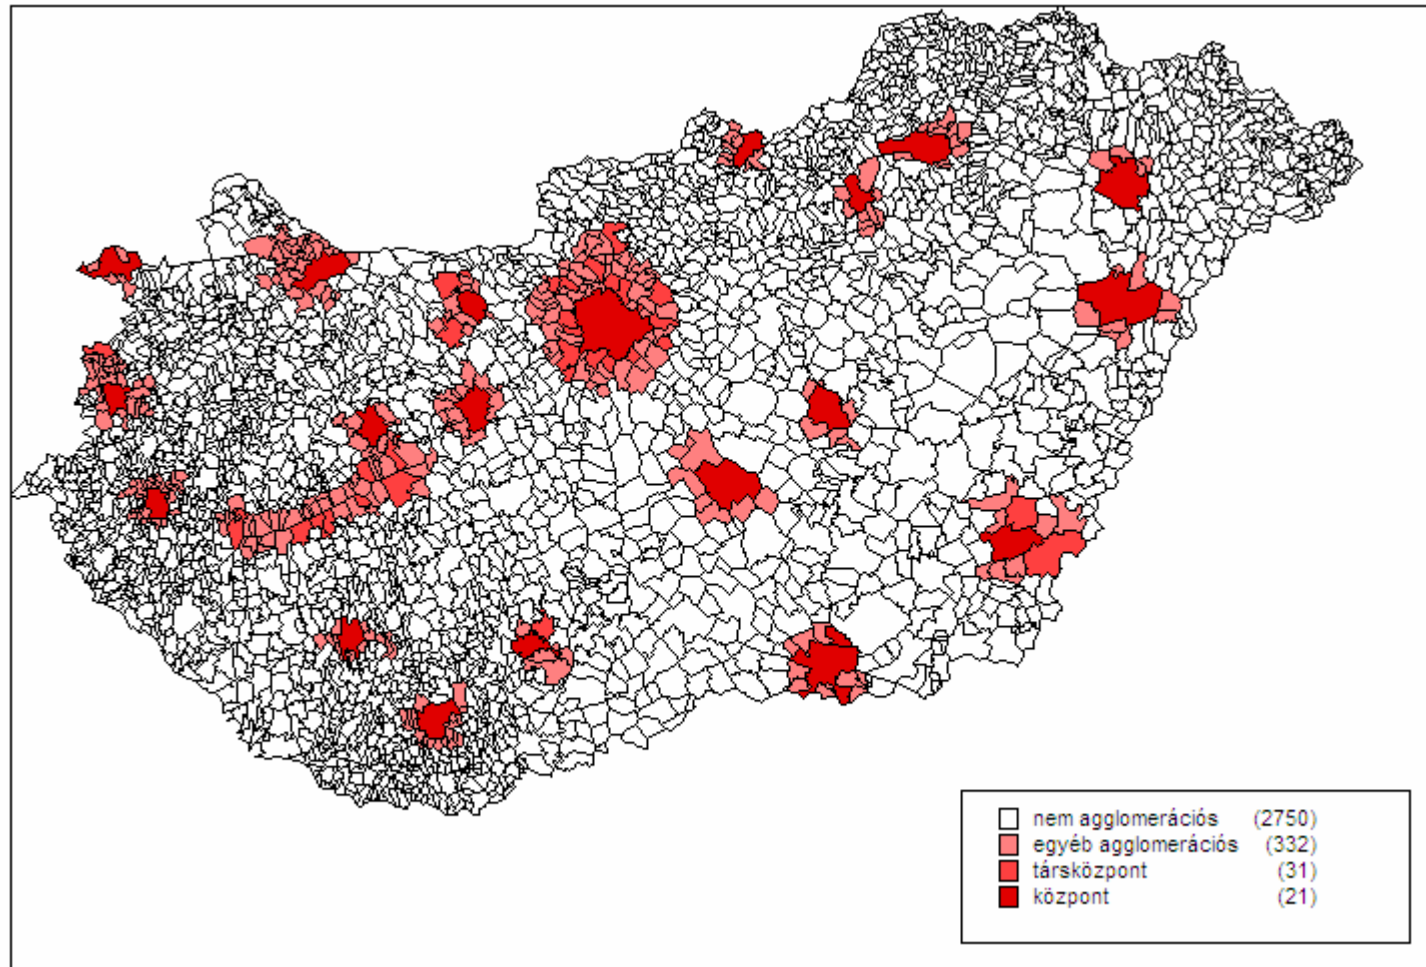 nem agglomerációs (2750)
egyéb agglomerációs (332)
társközpont (31)
központ (21)